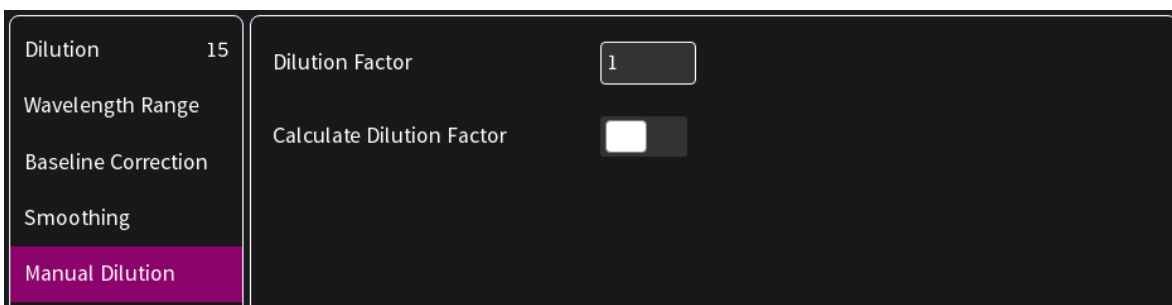 Dilution 15
Wavelength Range
Baseline Correction
Smoothing
Manual Dilution
Dilution Factor 1
Calculate Dilution Factor